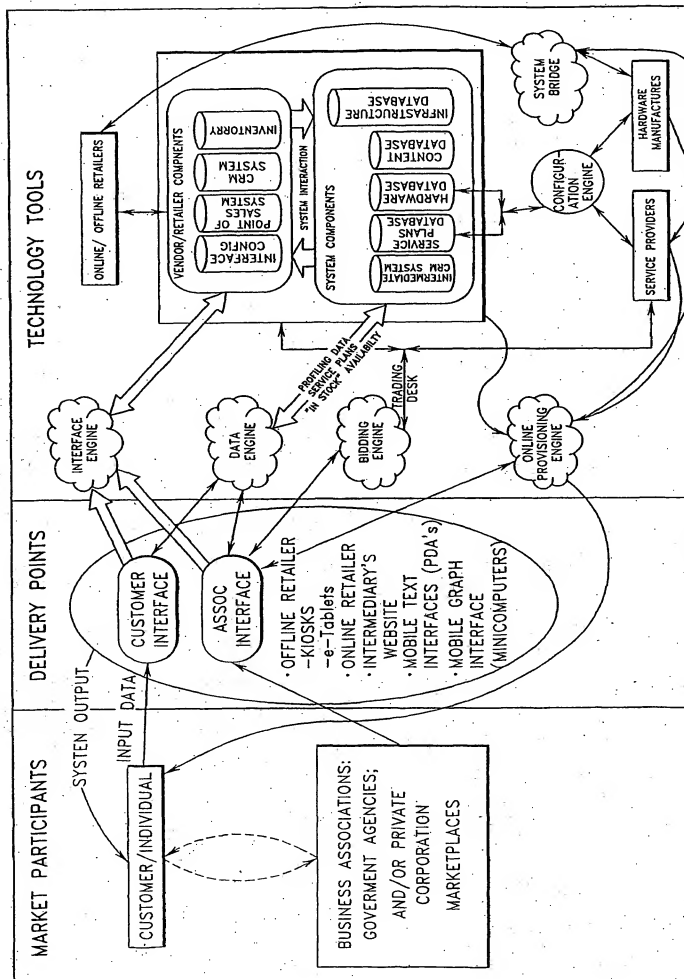 MARKET PARTICIPANTS
DELIVERY POINTS
TECHNOLOGY TOOLS
SYSTEN OUTPUT
INPUT DATA
CUSTOMER/INDIVIDUAL
BUSINESS ASSOCIATIONS:
GOVERMENT AGENCIES;
AND/OR PRIVATE
CORPORATION
MARKETPLACES
CUSTOMER
INTERFACE
ASSOC
INTERFACE
· OFFLINE RETAILER
-KIOSKS
-e-Tablets
· ONLINE RETAILER
· INTERMEDIARY'S
WEBSITE
· MOBILE TEXT
INTERFACES (PDA's)
· MOBILE GRAPH
INTERFACE
(MINICOMPUTERS)
INTERFACE
ENGINE
DATA
ENGINE
BIDDING
ENGINE
ONLINE
PROVISIONING
ENGINE
PROFILING DATA
SERVICE PLANS
"IN STOCK" AVAILABILTY
TRADING
DESK
ONLINE/ OFFLINE RETAILERS
VENDOR/RETAILER COMPNENTS
INTERFACE
CONFIG
POINT OF
SALES
SYSTEM
CRM
SYSTEM
INVENTORRY
SYSTEM INTERACTION
SYSTEM COMPONENTS
INTERMEDIATE
CRM SYSTEM
SERVICE
PLANS
DATABASE
HARDWARE
DATABASE
CONTENT
DATABASE
INFRASTRUCTURE
DATABASE
SYSTEM
BRIDGE
CONFIGUR-
ATION
ENGINE
SERVICE PROVIDERS
HARDWARE
MANUFACTURES